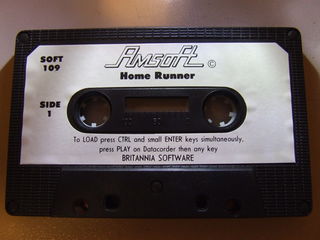 SOFT
109
Amsoft ©
Home Runner
SIDE
1
To LOAD press CTRL and small ENTER keys simultaneously,
press PLAY on Datacorder then any key
BRITANNIA SOFTWARE